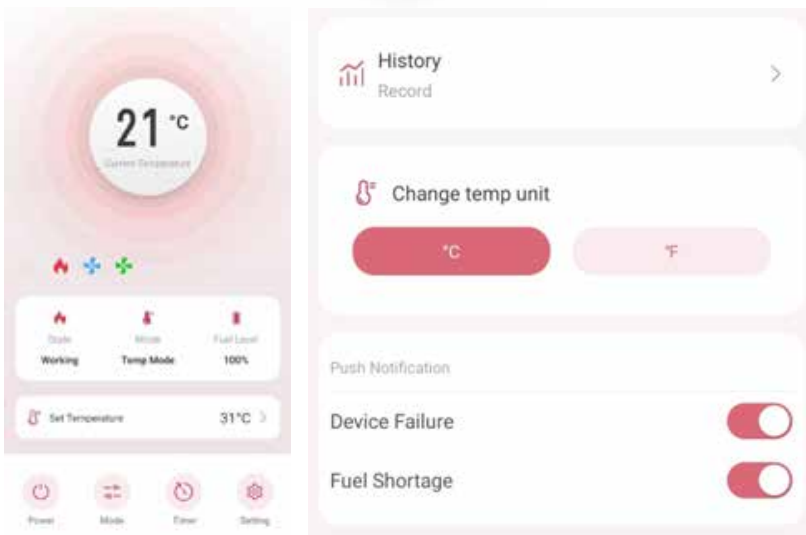 21 °C
Current Temperature
State
Mode
Fuel Level
Working
Temp Mode
100%
Set Temperature
31°C
Power
Mode
Timer
Setting
History
Record
Change temp unit
°C
°F
Push Notification
Device Failure
Fuel Shortage